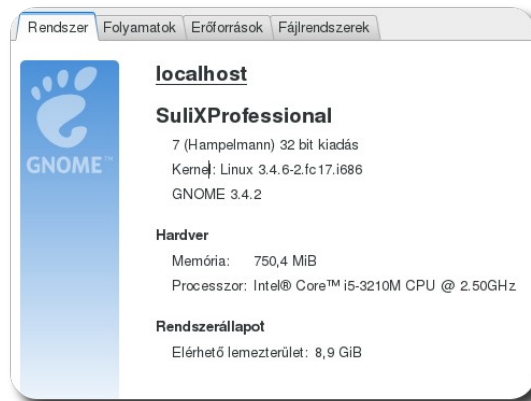 Rendszer Folyamatok Erőforrások Fájlrendszerek
GNOME™
localhost
SuliXProfessional
7 (Hampelmann) 32 bit kiadás
Kernel: Linux 3.4.6-2.fc17.i686
GNOME 3.4.2
Hardver
Memória: 750,4 MiB
Processzor: Intel® Core™ i5-3210M CPU @ 2.50GHz
Rendszerállapot
Elérhető lemezterület: 8,9 GiB